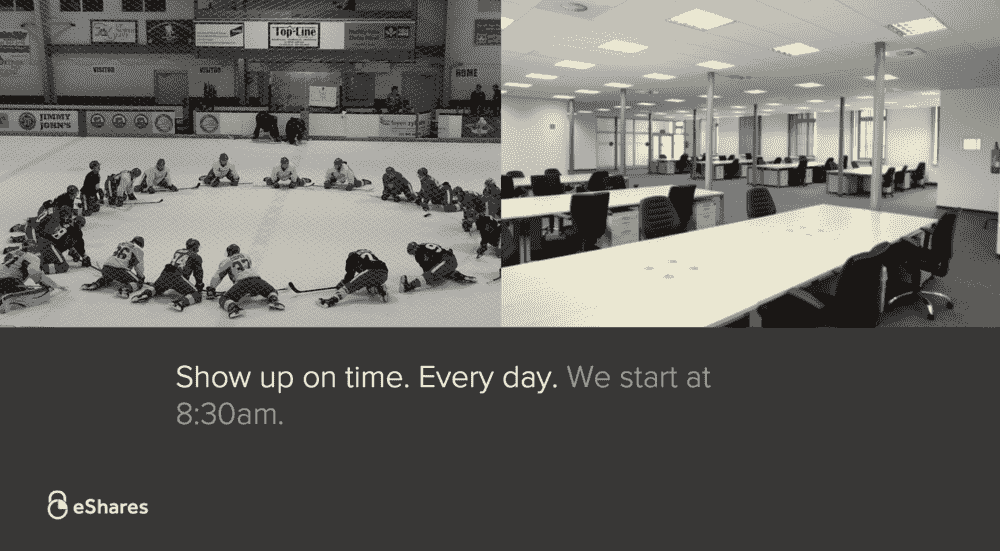 Top-Line
VISITOR
VISITOR
HOME
JIMMY
JOHN'S
Show up on time. Every day. We start at
8:30am.
eShares